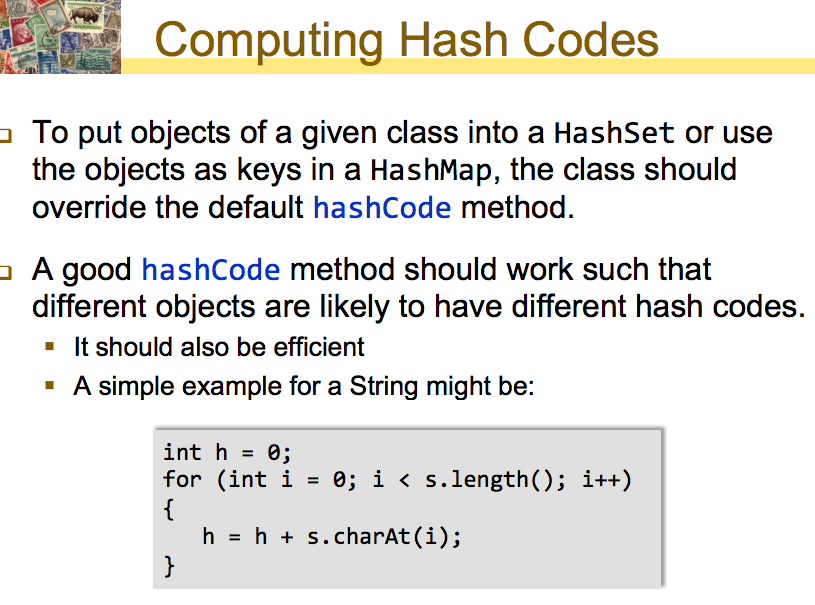 Computing Hash Codes
To put objects of a given class into a HashSet or use
the objects as keys in a HashMap, the class should
override the default hashCode method.
A good hashCode method should work such that
different objects are likely to have different hash codes.
It should also be efficient
A simple example for a String might be:
int h = 0;
for (int i = 0; i < s.length(); i++)
{
h = h + s.charAt(i);
}